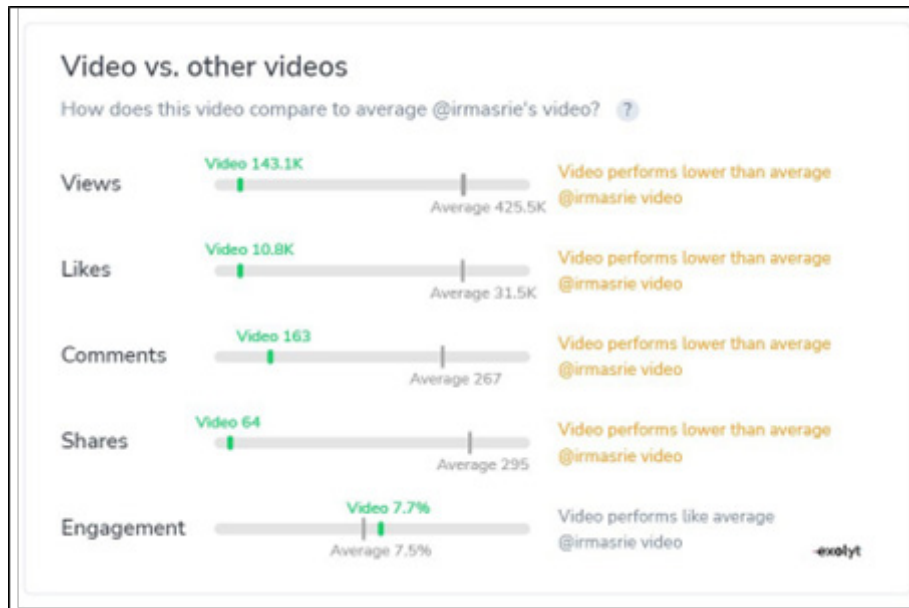 Video vs. other videos
How does this video compare to average @irmasrie's video? ?
Video 143.1K
Views
Average 425.5K
Video performs lower than average
@irmasrie video
Video 10.8K
Likes
Average 31.5K
Video performs lower than average
@irmasrie video
Video 163
Comments
Average 267
Video performs lower than average
@irmasrie video
Video 64
Shares
Average 295
Video performs lower than average
@irmasrie video
Video 7.7%
Engagement
Average 7.5%
Video performs like average
@irmasrie video
exolyt